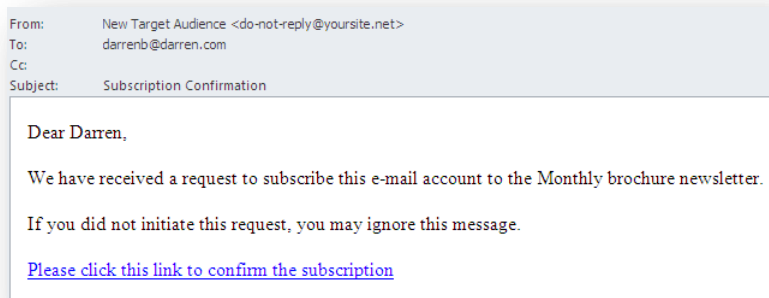 From: New Target Audience <do-not-reply@yoursite.net>
To: darrenb@darren.com
Cc:
Subject: Subscription Confirmation
Dear Darren,
We have received a request to subscribe this e-mail account to the Monthly brochure newsletter.
If you did not initiate this request, you may ignore this message.
Please click this link to confirm the subscription